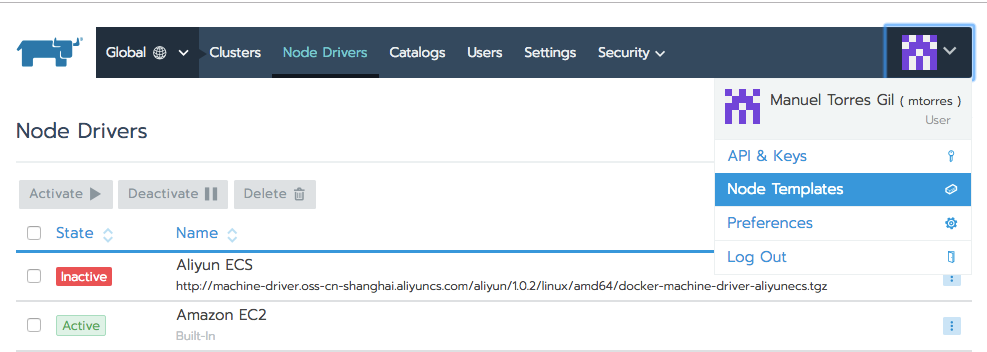 Global Clusters Node Drivers Catalogs Users Settings Security
Manuel Torres Gil ( mtorres )
User
Node Drivers
API & Keys
Node Templates
Preferences
Log Out
Activate Deactivate Delete
State Name
Inactive Aliyun ECS
http://machine-driver.oss-cn-shanghai.aliyuncs.com/aliyun/1.0.2/linux/amd64/docker-machine-driver-aliyunecs.tgz
Active Amazon EC2
Built-In